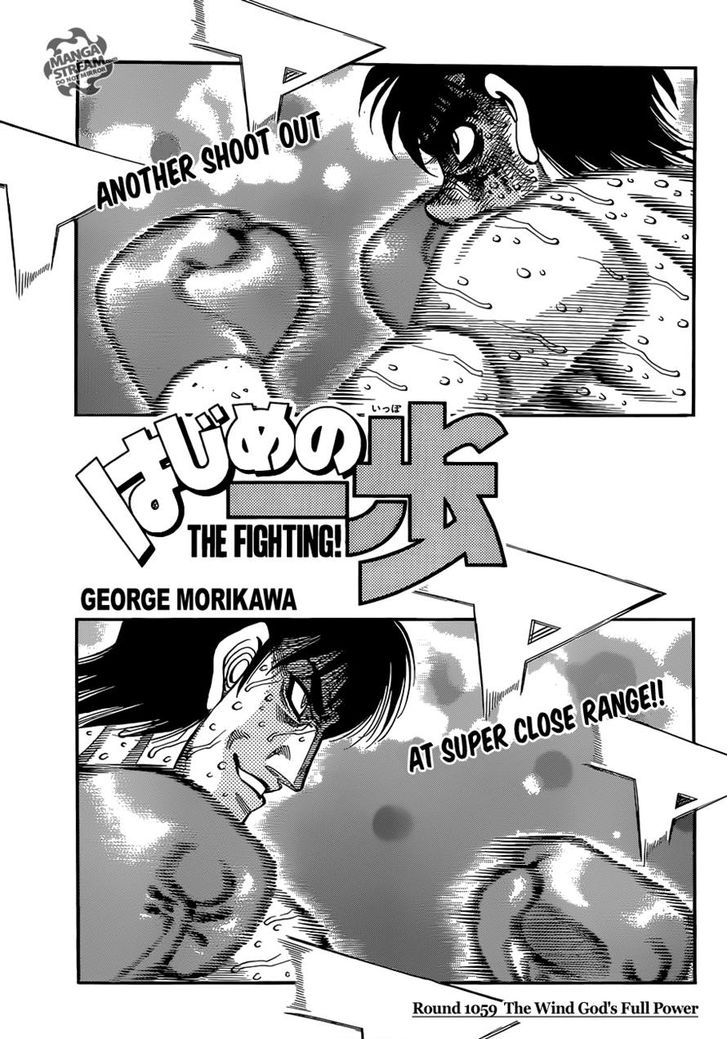 MANGA
STREAM
DO NOT MIRROR
ANOTHER SHOOT OUT
いっぽ
はじめの一歩
THE FIGHTING!
GEORGE MORIKAWA
AT SUPER CLOSE RANGE!!
Round 1059 The Wind God's Full Power